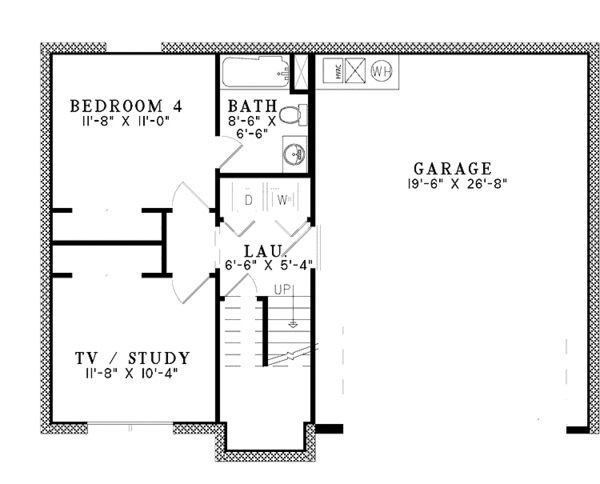 BEDROOM 4
11'-8" X 11'-0"
BATH
8'-6" X
6'-6"
HVAC
WH
GARAGE
19'-6" X 26'-8"
D
W
LAU.
6'-6" X 5'-4"
UP
TV / STUDY
11'-8" X 10'-4"